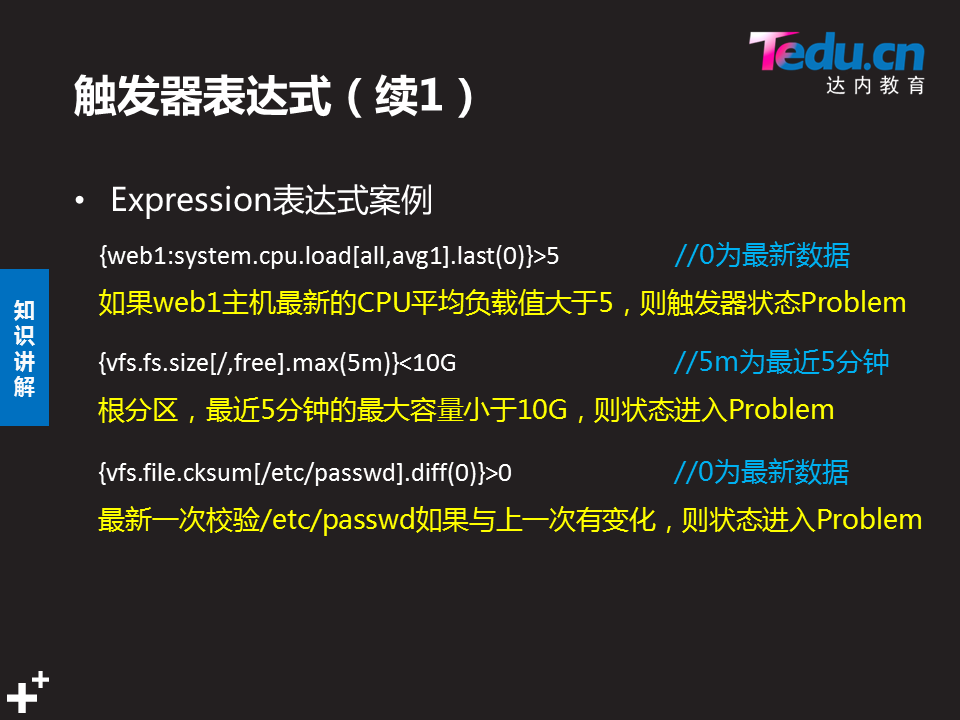 Tedu.cn
达内教育
触发器表达式（续1）
• Expression表达式案例
{web1:system.cpu.load[all,avg1].last(0)}>5 //0为最新数据
如果web1主机最新的CPU平均负载值大于5，则触发器状态Problem
{vfs.fs.size[/,free].max(5m)}<10G //5m为最近5分钟
根分区，最近5分钟的最大容量小于10G，则状态进入Problem
{vfs.file.cksum[/etc/passwd].diff(0)}>0 //0为最新数据
最新一次校验/etc/passwd如果与上一次有变化，则状态进入Problem
知
识
讲
解